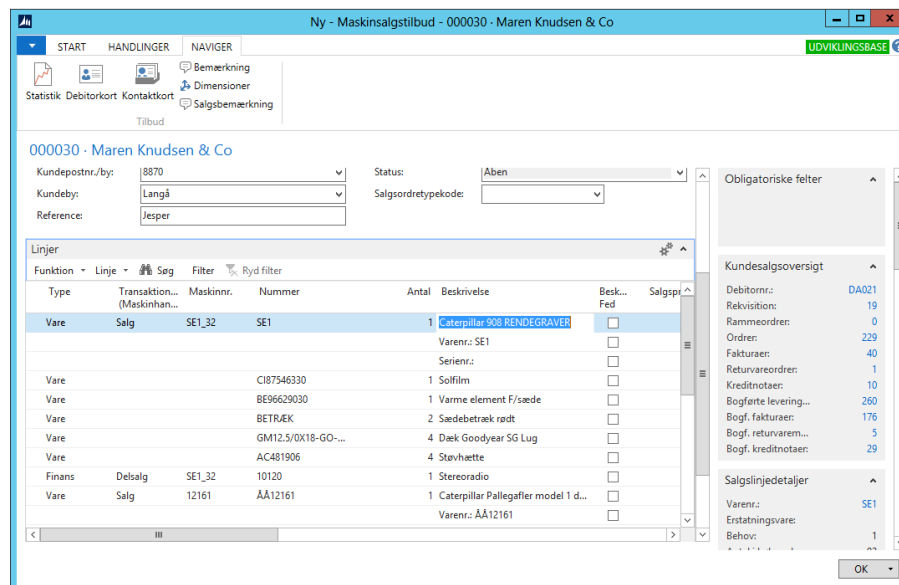 Ny - Maskinsalgstilbud - 000030 · Maren Knudsen & Co
START HANDLINGER NAVIGER
UDVIKLINGSBASE
Statistik Debitorkort Kontaktkort
Bemærkning
Dimensioner
Salgsbemærkning
Tilbud
000030 · Maren Knudsen & Co
Kundepostnr./by: 8870 Status: Åben
Kundeby: Langå Salgsordretypekode:
Reference: Jesper
Linjer
Funktion Linje Søg Filter Ryd filter
Type Transaktion... (Maskinhan... Maskinnr. Nummer Antal Beskrivelse Besk... Fed Salgspr
Vare Salg SE1_32 SE1 1 Caterpillar 908 RENDEGRAVER
Varenr.: SE1
Serienr.:
Vare CI87546330 1 Solfilm
Vare BE96629030 1 Varme element F/sæde
Vare BETRÆK 2 Sædebetræk rødt
Vare GM12.5/0X18-GO-... 4 Dæk Goodyear SG Lug
Vare AC481906 4 Støvhætte
Finans Delsalg SE1_32 10120 1 Stereoradio
Vare Salg 12161 ÅÅ12161 1 Caterpillar Pallegafler model 1 d...
Varenr.: ÅÅ12161
Obligatoriske felter
Kundesalgsoversigt
Debitornr.: DA021
Rekvisition: 19
Rammeordrer: 0
Ordrer: 229
Fakturaer: 40
Returvareordrer: 1
Kreditnotaer: 10
Bogførte levering... 260
Bogf. fakturaer: 176
Bogf. returvarem... 5
Bogf. kreditnotaer: 29
Salgslinjedetaljer
Varenr.: SE1
Erstatningsvare:
Behov: 1
OK